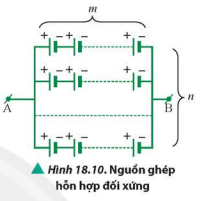 m
+ − + − + −
+ − + − + −
A B n
+ − + − + −
▲ Hình 18.10. Nguồn ghép
hỗn hợp đối xứng